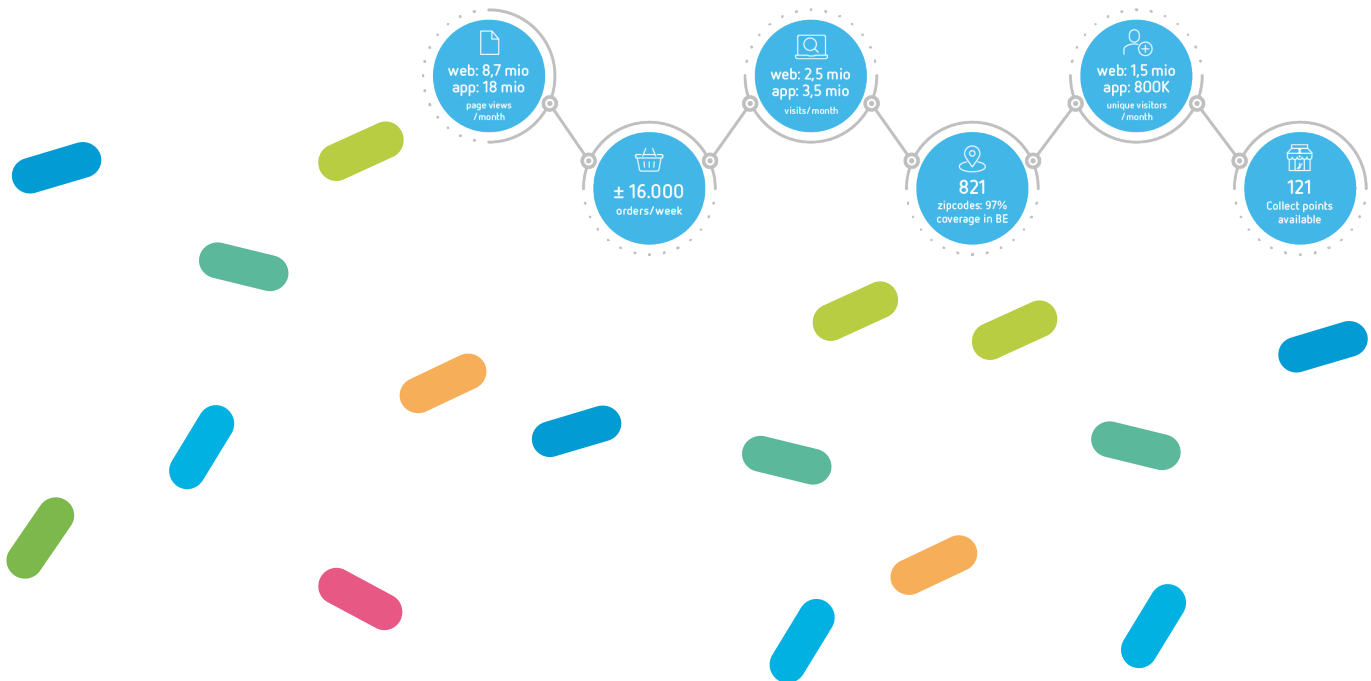 web: 8,7 mio
app: 18 mio
page views
/month
± 16.000
orders/week
web: 2,5 mio
app: 3,5 mio
visits/month
821
zipcodes: 97%
coverage in BE
web: 1,5 mio
app: 800K
unique visitors
/month
121
Collect points
available